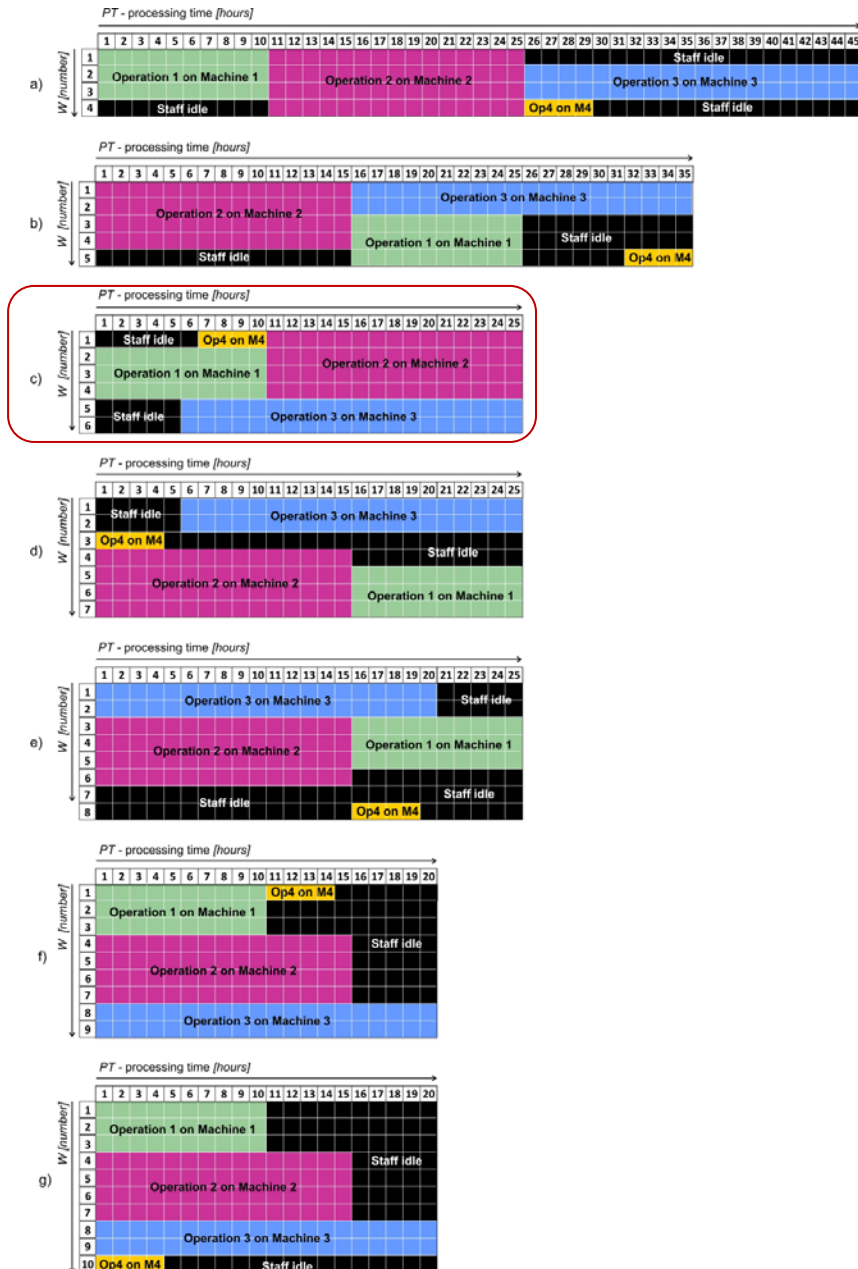 PT - processing time [hours]
1 2 3 4 5 6 7 8 9 10 11 12 13 14 15 16 17 18 19 20 21 22 23 24 25 26 27 28 29 30 31 32 33 34 35 36 37 38 39 40 41 42 43 44 45
a)
W [number]
1 Staff idle
2 Operation 1 on Machine 1 Operation 2 on Machine 2 Operation 3 on Machine 3
3
4 Staff idle Op4 on M4 Staff idle
PT - processing time [hours]
1 2 3 4 5 6 7 8 9 10 11 12 13 14 15 16 17 18 19 20 21 22 23 24 25 26 27 28 29 30 31 32 33 34 35
b)
W [number]
1 Operation 3 on Machine 3
2 Operation 2 on Machine 2
3
4 Operation 1 on Machine 1 Staff idle
5 Staff idle Op4 on M4
PT - processing time [hours]
1 2 3 4 5 6 7 8 9 10 11 12 13 14 15 16 17 18 19 20 21 22 23 24 25
c)
W [number]
1 Staff idle Op4 on M4
2 Operation 2 on Machine 2
3 Operation 1 on Machine 1
4
5 Staff idle Operation 3 on Machine 3
6
PT - processing time [hours]
1 2 3 4 5 6 7 8 9 10 11 12 13 14 15 16 17 18 19 20 21 22 23 24 25
d)
W [number]
1 Staff idle Operation 3 on Machine 3
2
3 Op4 on M4 Staff idle
4
5 Operation 2 on Machine 2
6 Operation 1 on Machine 1
7
PT - processing time [hours]
1 2 3 4 5 6 7 8 9 10 11 12 13 14 15 16 17 18 19 20 21 22 23 24 25
e)
W [number]
1 Operation 3 on Machine 3 Staff idle
2
3
4 Operation 1 on Machine 1
5 Operation 2 on Machine 2
6
7 Staff idle Staff idle
8 Op4 on M4
PT - processing time [hours]
1 2 3 4 5 6 7 8 9 10 11 12 13 14 15 16 17 18 19 20
f)
W [number]
1 Op4 on M4
2 Operation 1 on Machine 1
3
4 Staff idle
5
6 Operation 2 on Machine 2
7
8 Operation 3 on Machine 3
9
PT - processing time [hours]
1 2 3 4 5 6 7 8 9 10 11 12 13 14 15 16 17 18 19 20
g)
W [number]
1
2 Operation 1 on Machine 1
3
4 Staff idle
5
6 Operation 2 on Machine 2
7
8 Operation 3 on Machine 3
9
10 Op4 on M4 Staff idle